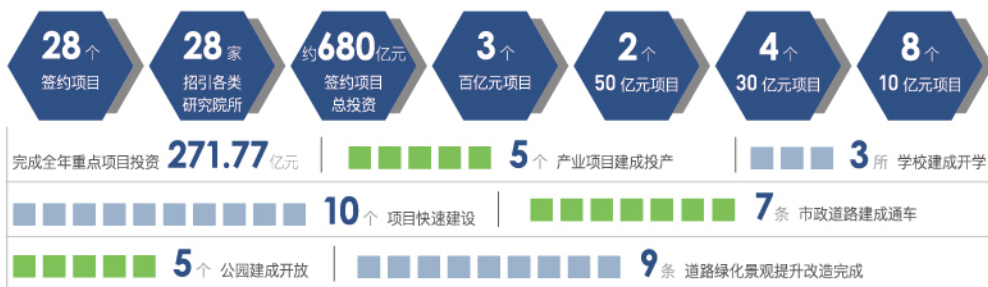 28个
签约项目
28家
招引各类
研究院所
约680亿元
签约项目
总投资
3个
百亿元项目
2个
50亿元项目
4个
30亿元项目
8个
10亿元项目
完成全年重点项目投资 271.77亿元
5个 产业项目建成投产
3所 学校建成开学
10个 项目快速建设
7条 市政道路建成通车
5个 公园建成开放
9条 道路绿化景观提升改造完成